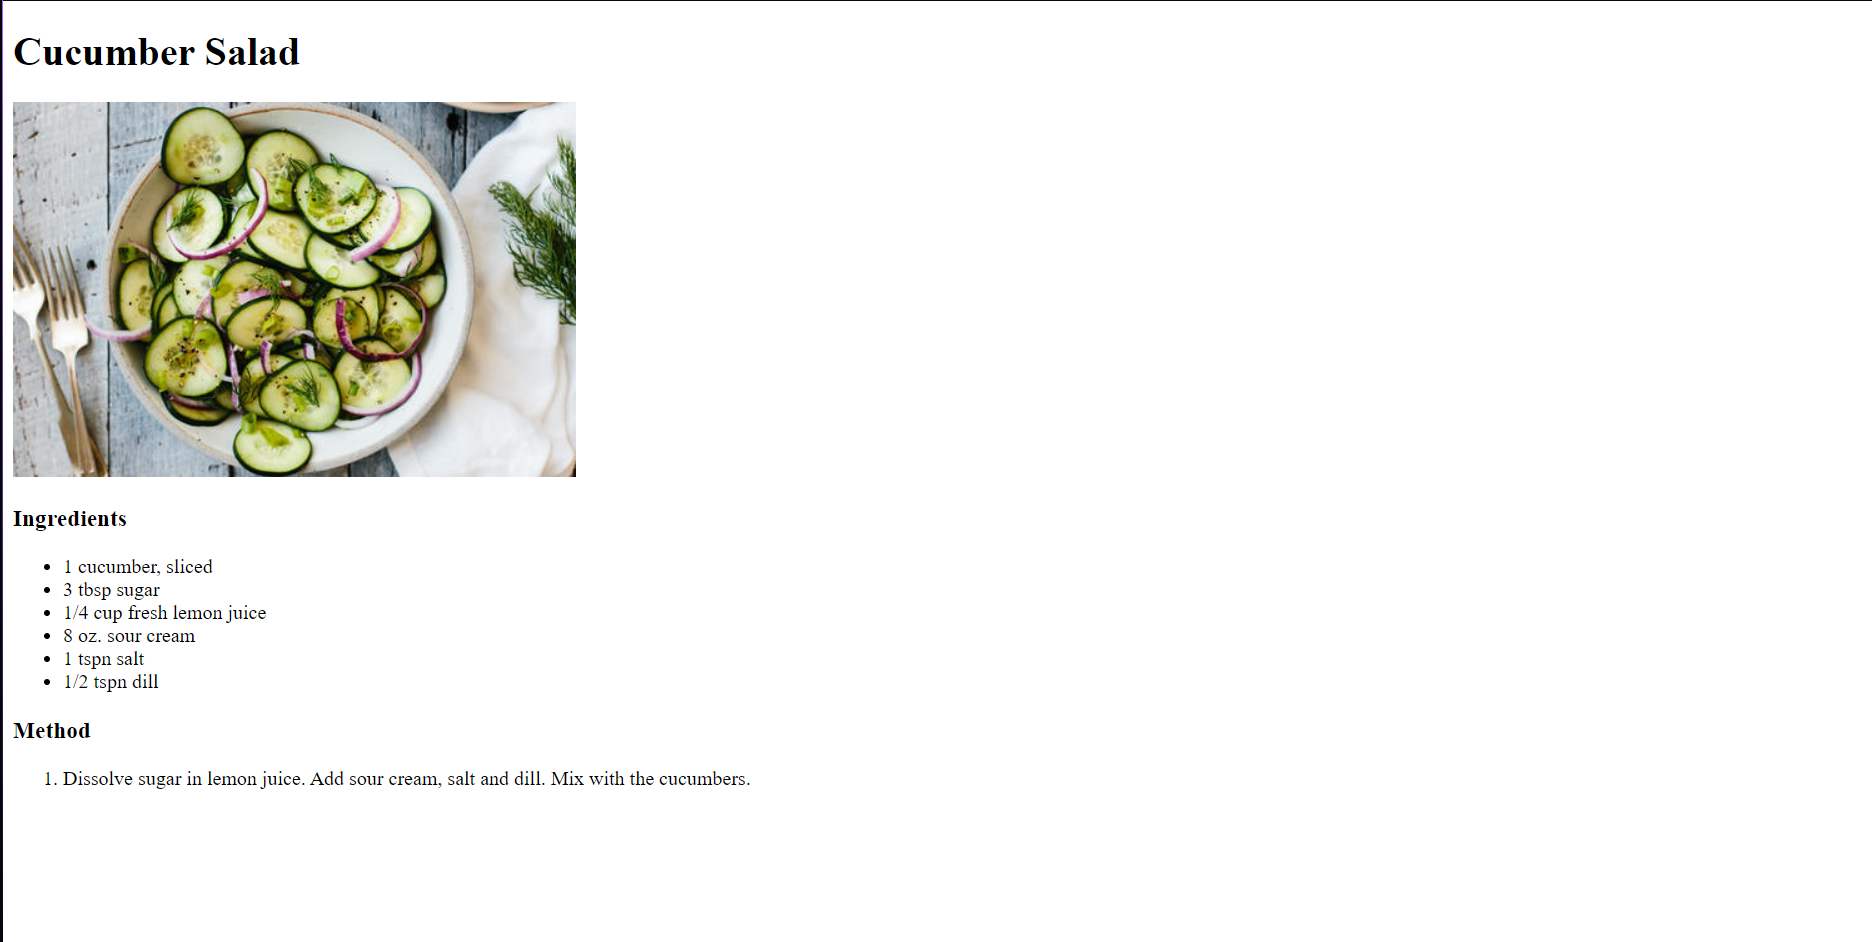 Cucumber Salad
Ingredients
1 cucumber, sliced
3 tbsp sugar
1/4 cup fresh lemon juice
8 oz. sour cream
1 tspn salt
1/2 tspn dill
Method
1. Dissolve sugar in lemon juice. Add sour cream, salt and dill. Mix with the cucumbers.